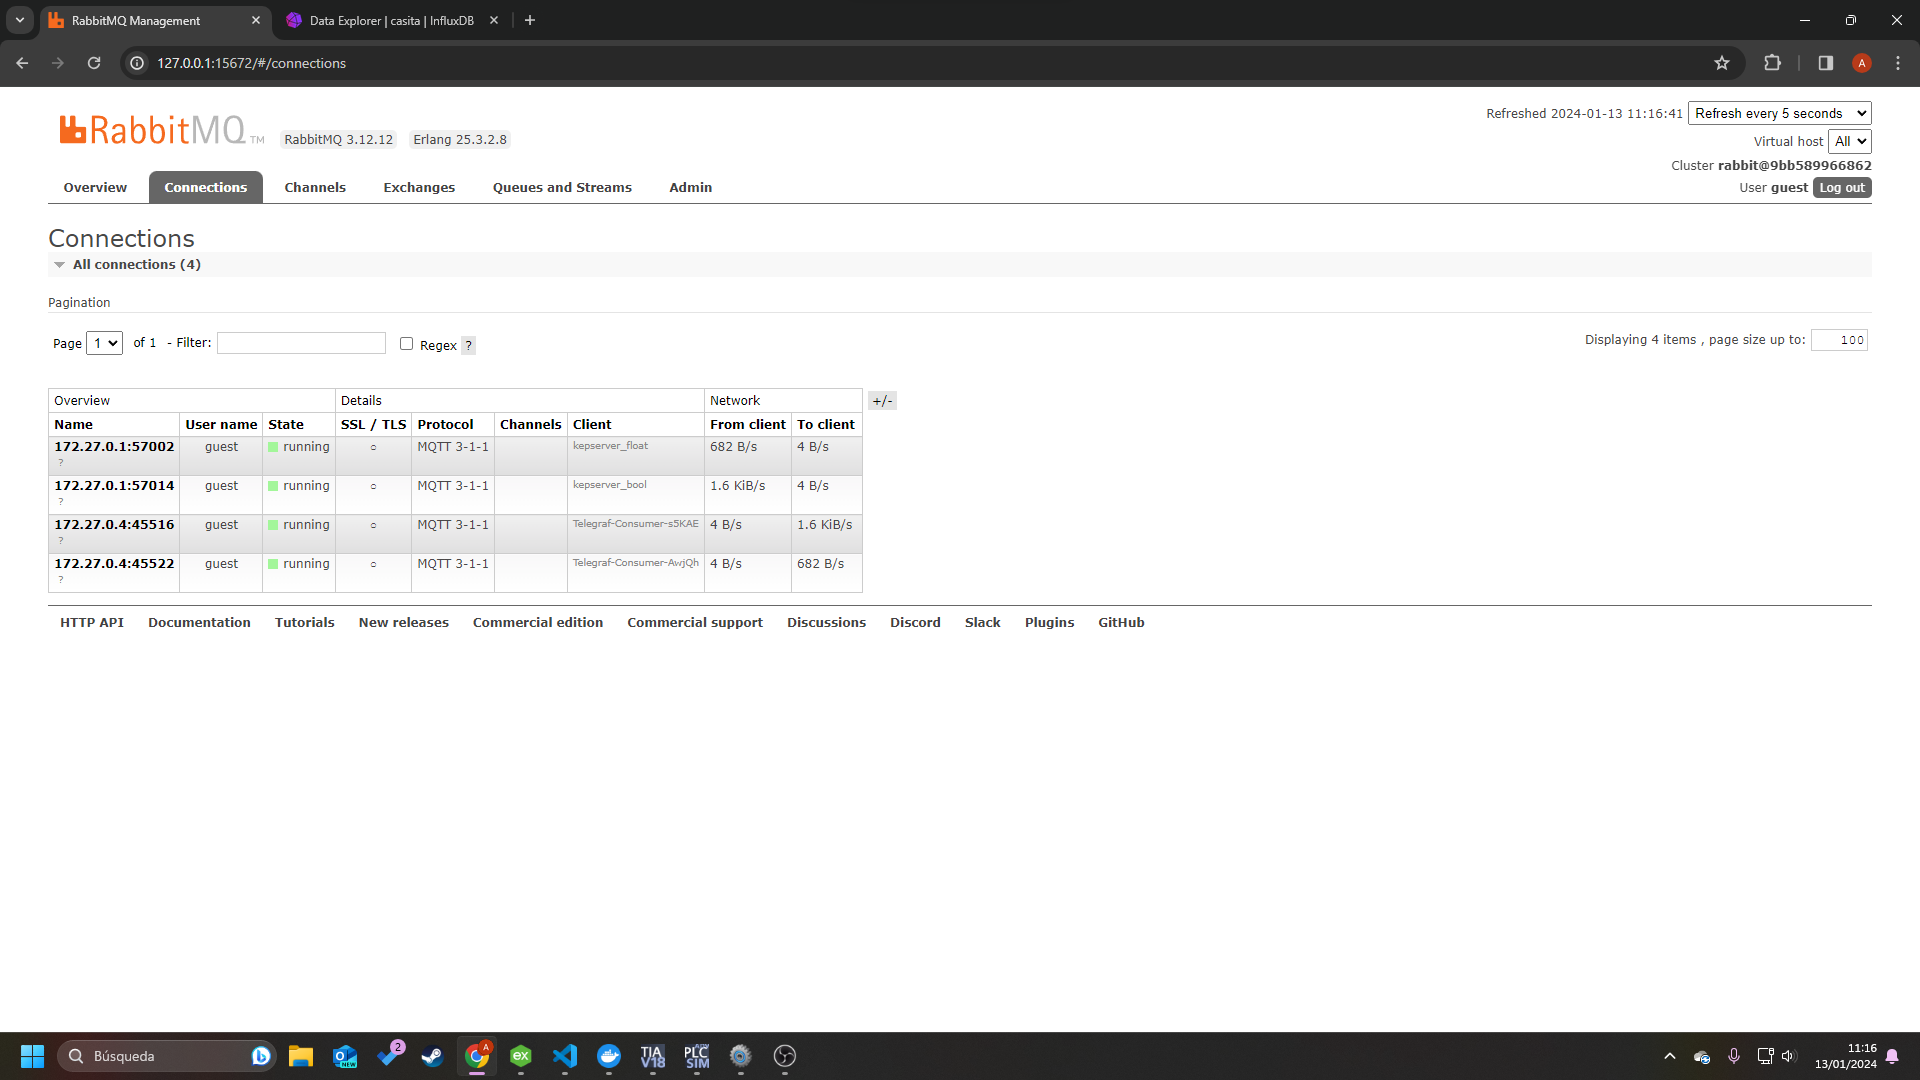 RabbitMQ Management
Data Explorer | casita | InfluxDB
127.0.0.1:15672/#/connections
A
RabbitMQ TM
RabbitMQ 3.12.12
Erlang 25.3.2.8
Refreshed 2024-01-13 11:16:41
Refresh every 5 seconds
Virtual host All
Cluster rabbit@9bb589966862
User guest Log out
Overview Connections Channels Exchanges Queues and Streams Admin
Connections
All connections (4)
Pagination
Page 1 of 1 - Filter: Regex ?
Displaying 4 items , page size up to: 100
Overview Details Network +/-
Name User name State SSL / TLS Protocol Channels Client From client To client
172.27.0.1:57002 guest running ○ MQTT 3-1-1 kepserver_float 682 B/s 4 B/s
?
172.27.0.1:57014 guest running ○ MQTT 3-1-1 kepserver_bool 1.6 KiB/s 4 B/s
?
172.27.0.4:45516 guest running ○ MQTT 3-1-1 Telegraf-Consumer-s5KAE 4 B/s 1.6 KiB/s
?
172.27.0.4:45522 guest running ○ MQTT 3-1-1 Telegraf-Consumer-AwjQh 4 B/s 682 B/s
?
HTTP API Documentation Tutorials New releases Commercial edition Commercial support Discussions Discord Slack Plugins GitHub
Búsqueda
NEW
2
A
ex
TIA V18
PLC SIM
11:16
13/01/2024